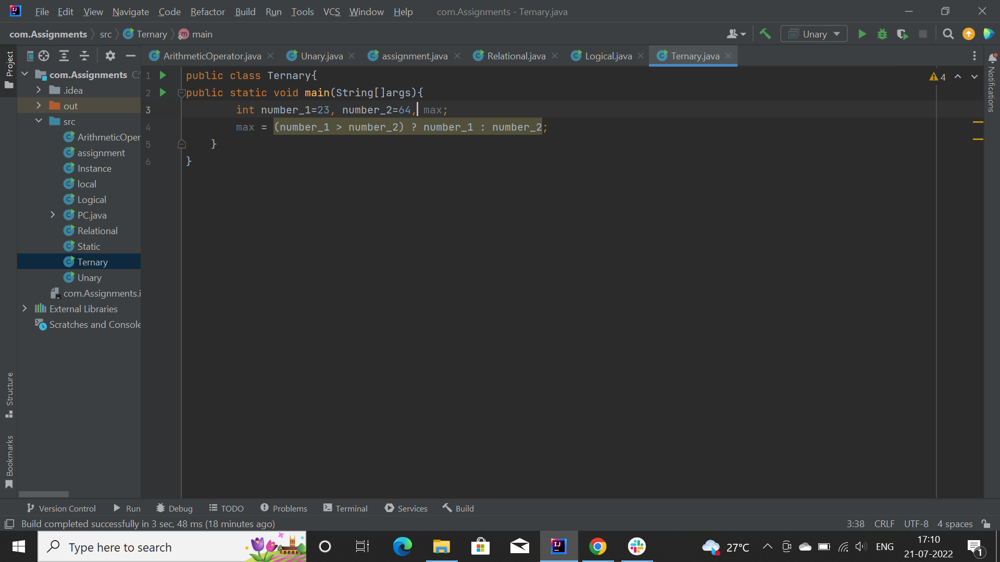 File Edit View Navigate Code Refactor Build Run Tools VCS Window Help com.Assignments - Ternary.java
com.Assignments src Ternary main Unary
Project
ArithmeticOperator.java Unary.java assignment.java Relational.java Logical.java Ternary.java
com.Assignments C:\
.idea
out
src
ArithmeticOper
assignment
Instance
local
Logical
PC.java
Relational
Static
Ternary
Unary
com.Assignments.i
External Libraries
Scratches and Console
1 public class Ternary{
2 public static void main(String[]args){
3 int number_1=23, number_2=64, max;
4 max = (number_1 > number_2) ? number_1 : number_2;
5 }
6 }
4
Notifications
Structure
Bookmarks
Version Control Run Debug TODO Problems Terminal Services Build
Build completed successfully in 3 sec, 48 ms (18 minutes ago) 3:38 CRLF UTF-8 4 spaces
Type here to search 27°C ENG 17:10
21-07-2022
1